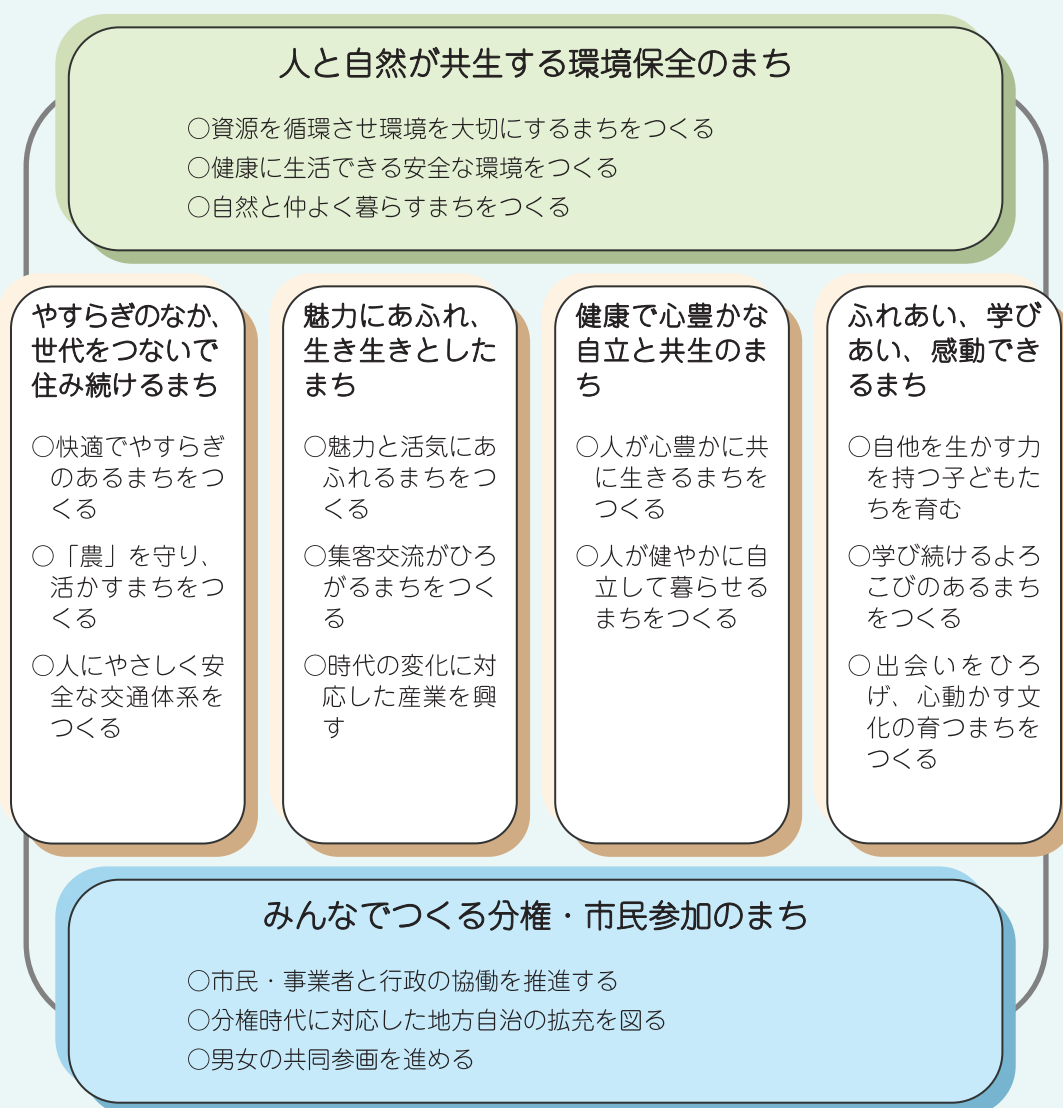 人と自然が共生する環境保全のまち
○資源を循環させ環境を大切にするまちをつくる
○健康に生活できる安全な環境をつくる
○自然と仲よく暮らすまちをつくる
やすらぎのなか、
世代をつないで
住み続けるまち
○快適でやすらぎ
のあるまちをつ
くる
○「農」を守り、
活かすまちをつ
くる
○人にやさしく安
全な交通体系を
つくる
魅力にあふれ、
生き生きとした
まち
○魅力と活気にあ
ふれるまちをつ
くる
○集客交流がひろ
がるまちをつく
る
○時代の変化に対
応した産業を興
す
健康で心豊かな
自立と共生のま
ち
○人が心豊かに共
に生きるまちを
つくる
○人が健やかに自
立して暮らせる
まちをつくる
ふれあい、学び
あい、感動でき
るまち
○自他を生かす力
を持つ子どもた
ちを育む
○学び続けるよろ
こびのあるまち
をつくる
○出会いをひろ
げ、心動かす文
化の育つまちを
つくる
みんなでつくる分権・市民参加のまち
○市民・事業者と行政の協働を推進する
○分権時代に対応した地方自治の拡充を図る
○男女の共同参画を進める